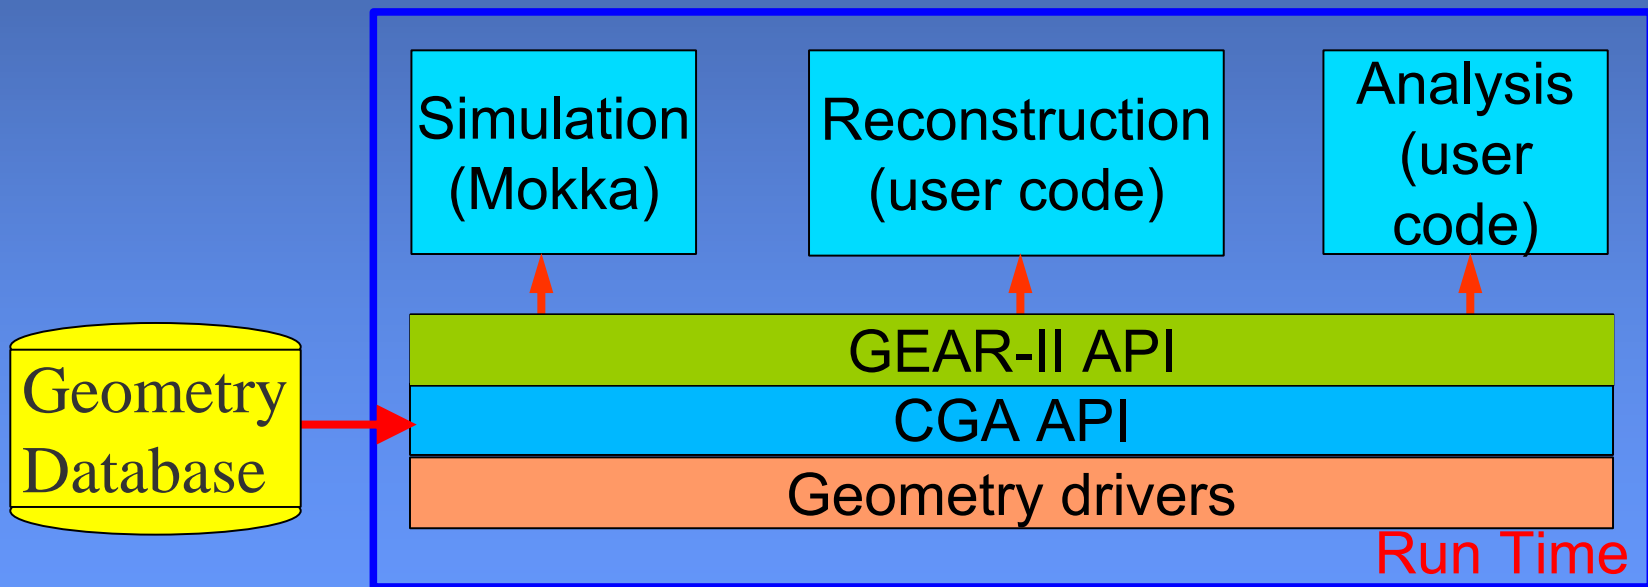 Simulation
(Mokka)
Reconstruction
(user code)
Analysis
(user
code)
GEAR-II API
Geometry
Database
CGA API
Geometry drivers
Run Time